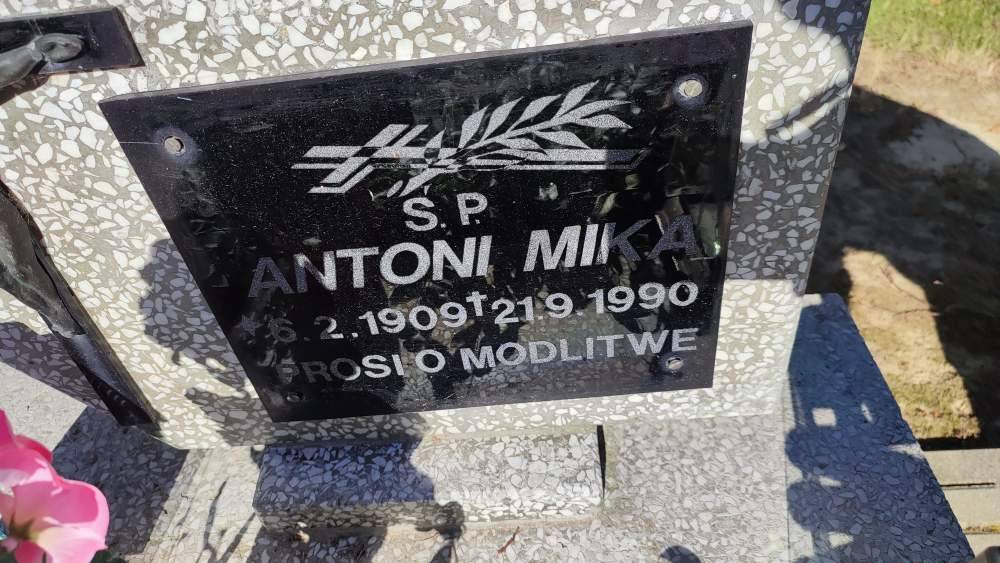 S.P.
ANTONI MIKA
* 6.2.1909 † 21.9.1990
PROSI O MODLITWE